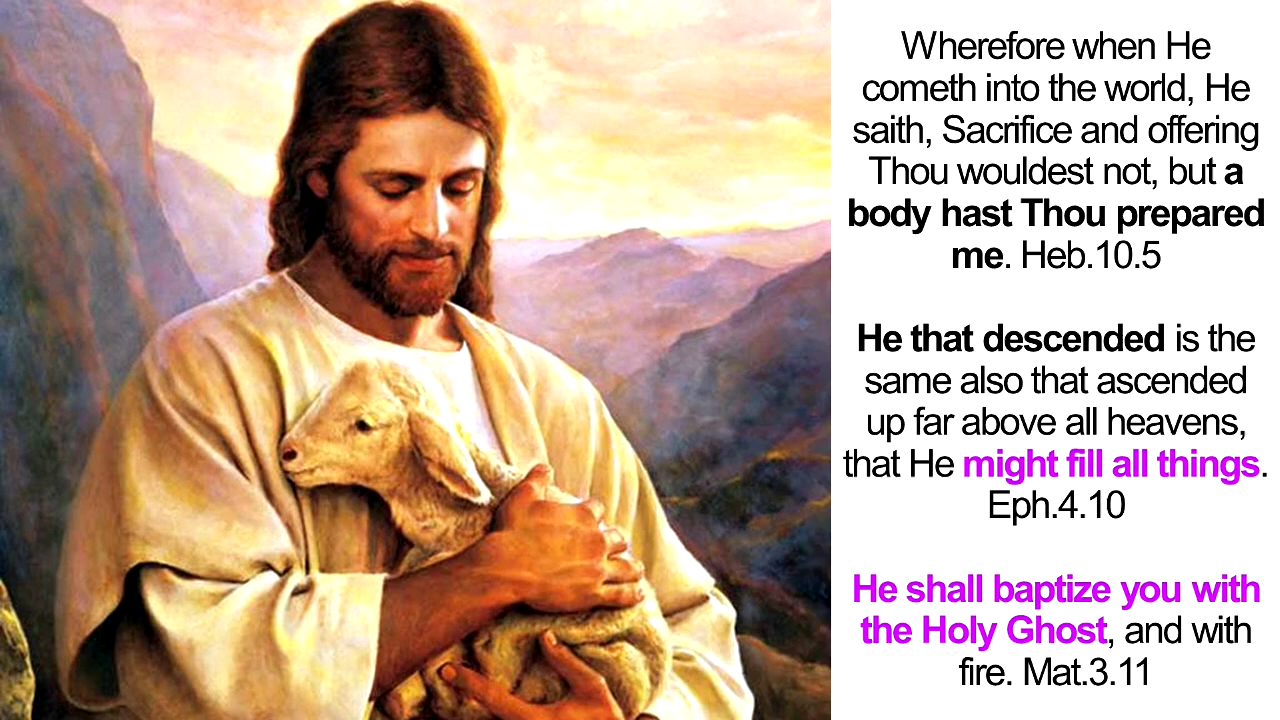 Wherefore when He
cometh into the world, He
saith, Sacrifice and offering
Thou wouldest not, but a
body hast Thou prepared
me. Heb.10.5
He that descended is the
same also that ascended
up far above all heavens,
that He might fill all things.
Eph.4.10
He shall baptize you with
the Holy Ghost, and with
fire. Mat.3.11